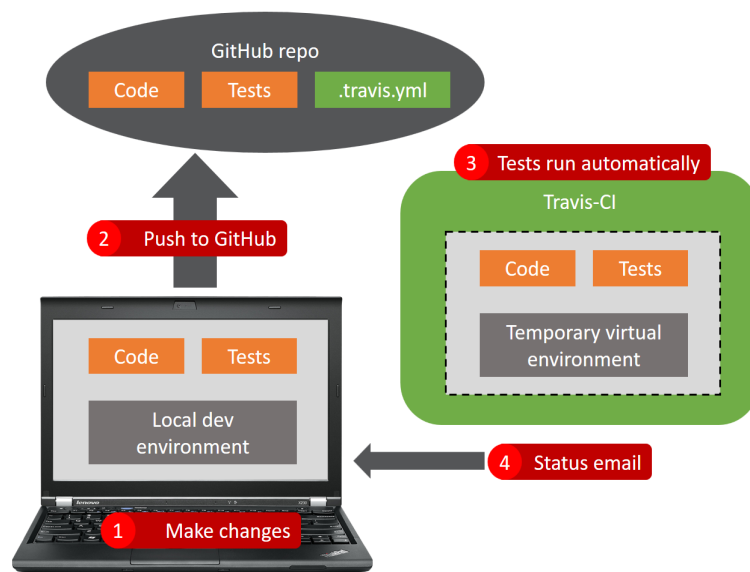 GitHub repo
Code
Tests
.travis.yml
3 Tests run automatically
Travis-CI
2 Push to GitHub
Code
Tests
Temporary virtual
environment
Code
Tests
Local dev
environment
4 Status email
lenovo
1 Make changes